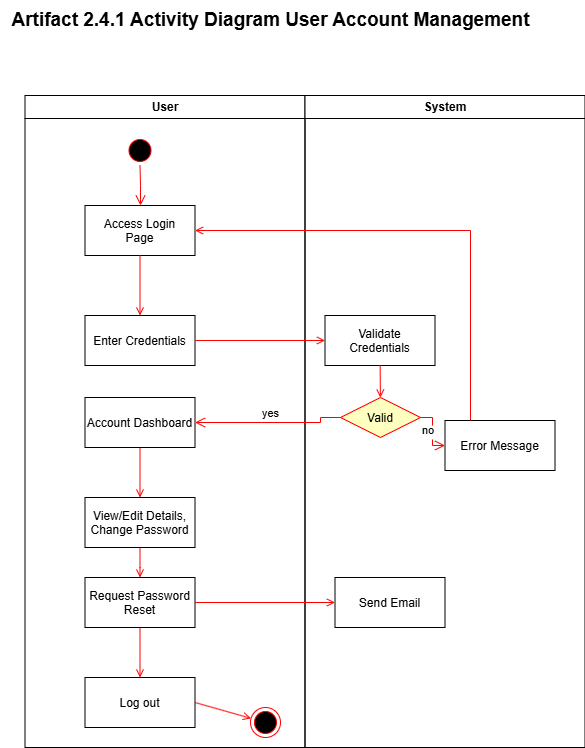 Artifact 2.4.1 Activity Diagram User Account Management
User
System
Access Login
Page
Enter Credentials
Validate
Credentials
Valid
yes
no
Account Dashboard
Error Message
View/Edit Details,
Change Password
Request Password
Reset
Send Email
Log out